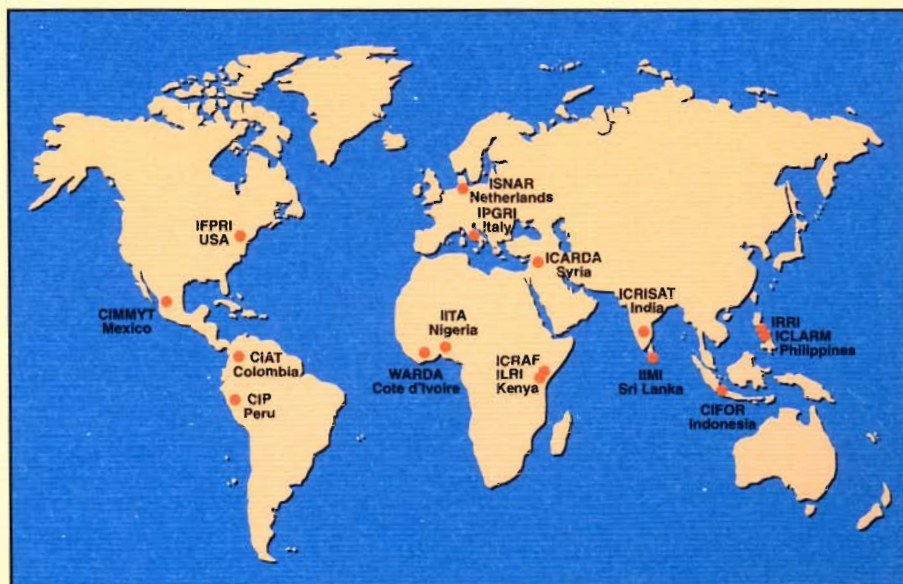 ISNAR
Netherlands
IPGRI
Italy
IFPRI
USA
ICARDA
Syria
ICRISAT
India
CIMMYT
Mexico
IITA
Nigeria
IRRI
ICLARM
Philippines
CIAT
Colombia
WARDA
Cote d'Ivoire
ICRAF
ILRI
Kenya
IIMI
Sri Lanka
CIP
Peru
CIFOR
Indonesia